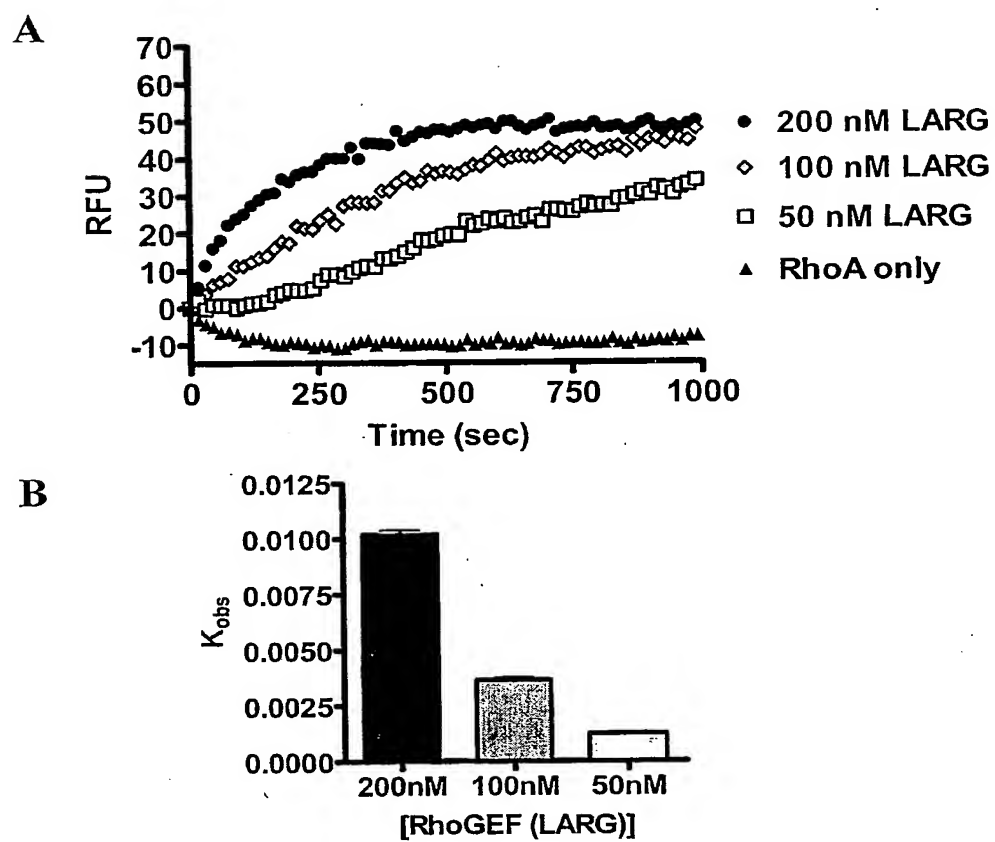 A
70
60
50
40
30
20
10
0
-10
RFU
0 250 500 750 1000
Time (sec)
200 nM LARG
100 nM LARG
50 nM LARG
RhoA only
B
0.0125
0.0100
0.0075
0.0050
0.0025
0.0000
Kobs
200nM 100nM 50nM
[RhoGEF (LARG)]